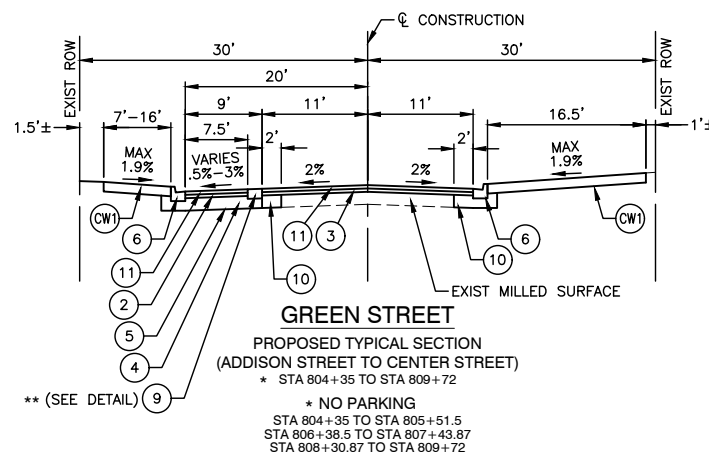 ℄ CONSTRUCTION
30'
30'
EXIST ROW
EXIST ROW
20'
9'
11'
11'
7'-16'
7.5'
2'
2'
16.5'
1.5'±
1'±
MAX
1.9%
VARIES
.5%-3%
2%
2%
MAX
1.9%
CW1
6
11
3
6
CW1
11
10
10
2
EXIST MILLED SURFACE
5
4
** (SEE DETAIL) 9
GREEN STREET
PROPOSED TYPICAL SECTION
(ADDISON STREET TO CENTER STREET)
* STA 804+35 TO STA 809+72
* NO PARKING
STA 804+35 TO STA 805+51.5
STA 806+38.5 TO STA 807+43.87
STA 808+30.87 TO STA 809+72